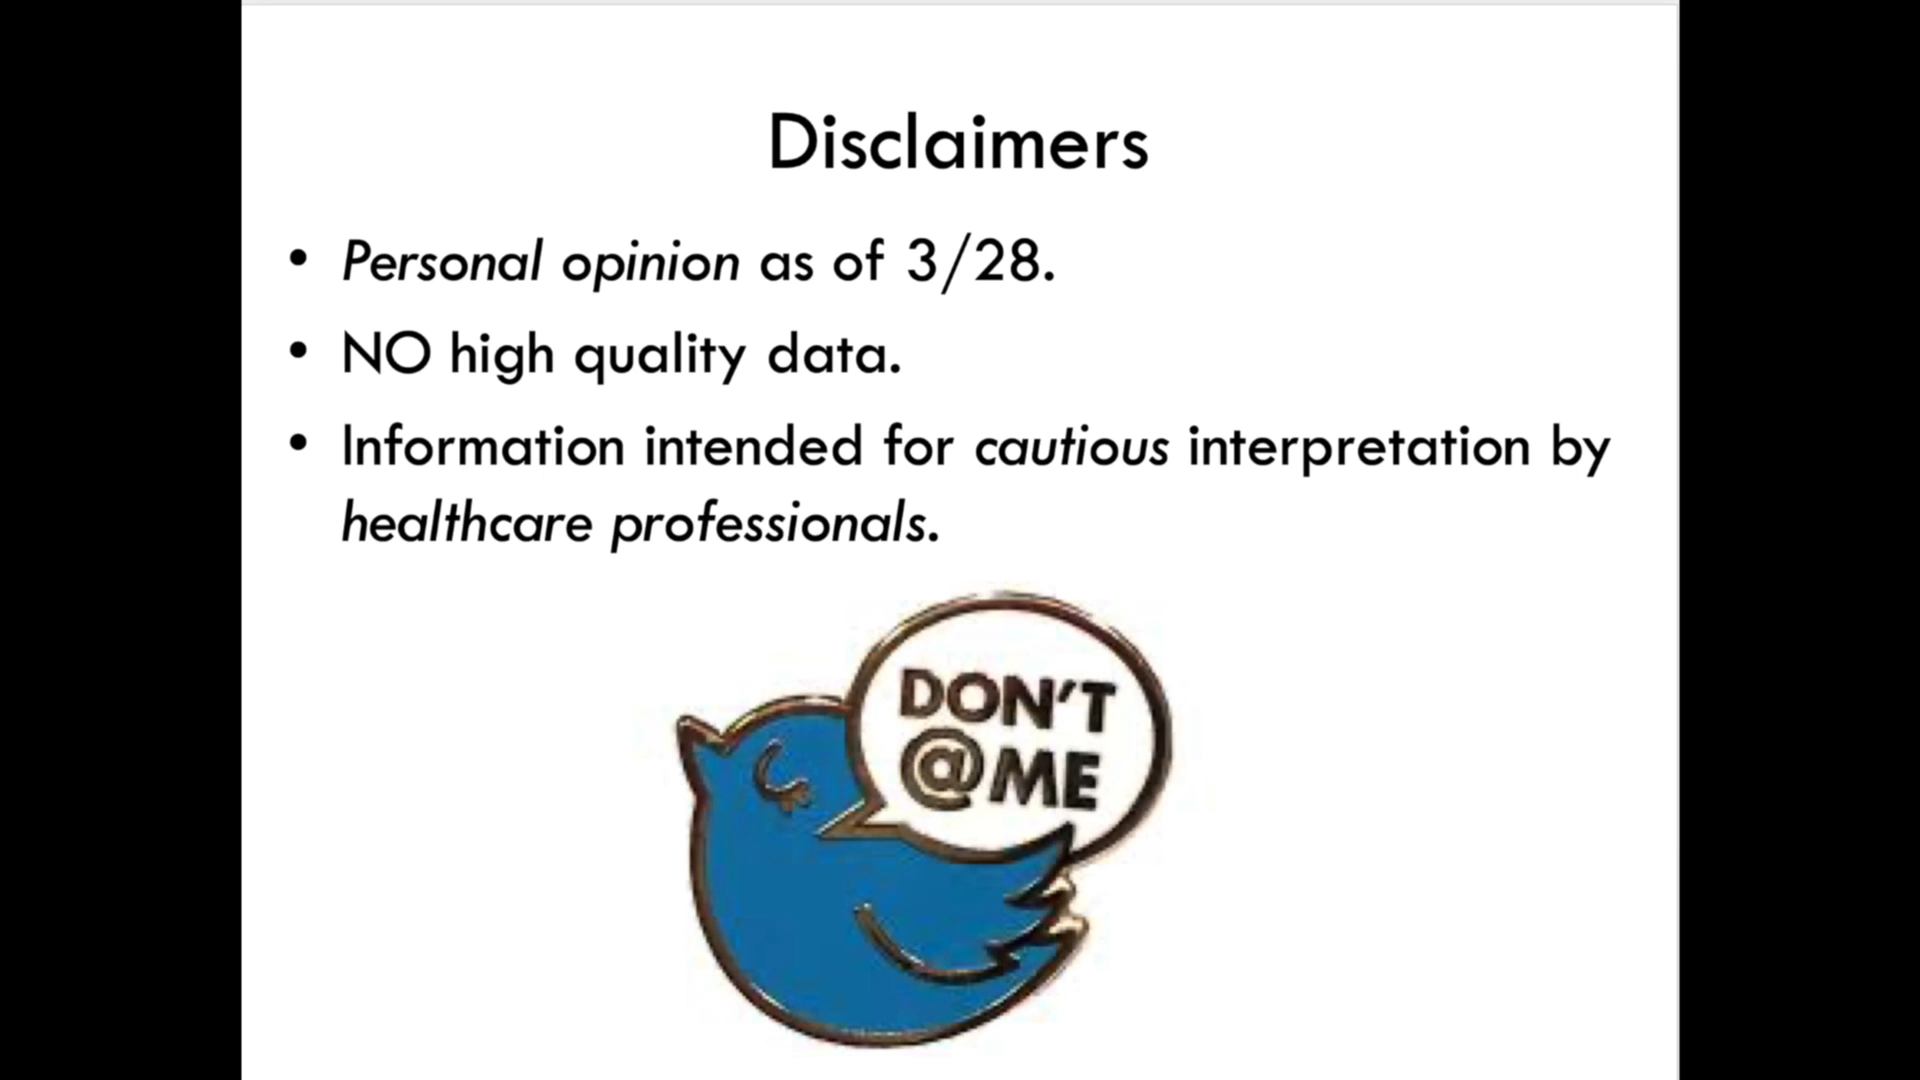 Disclaimers
• Personal opinion as of 3/28.
• NO high quality data.
• Information intended for cautious interpretation by
healthcare professionals.
DON'T
@ME